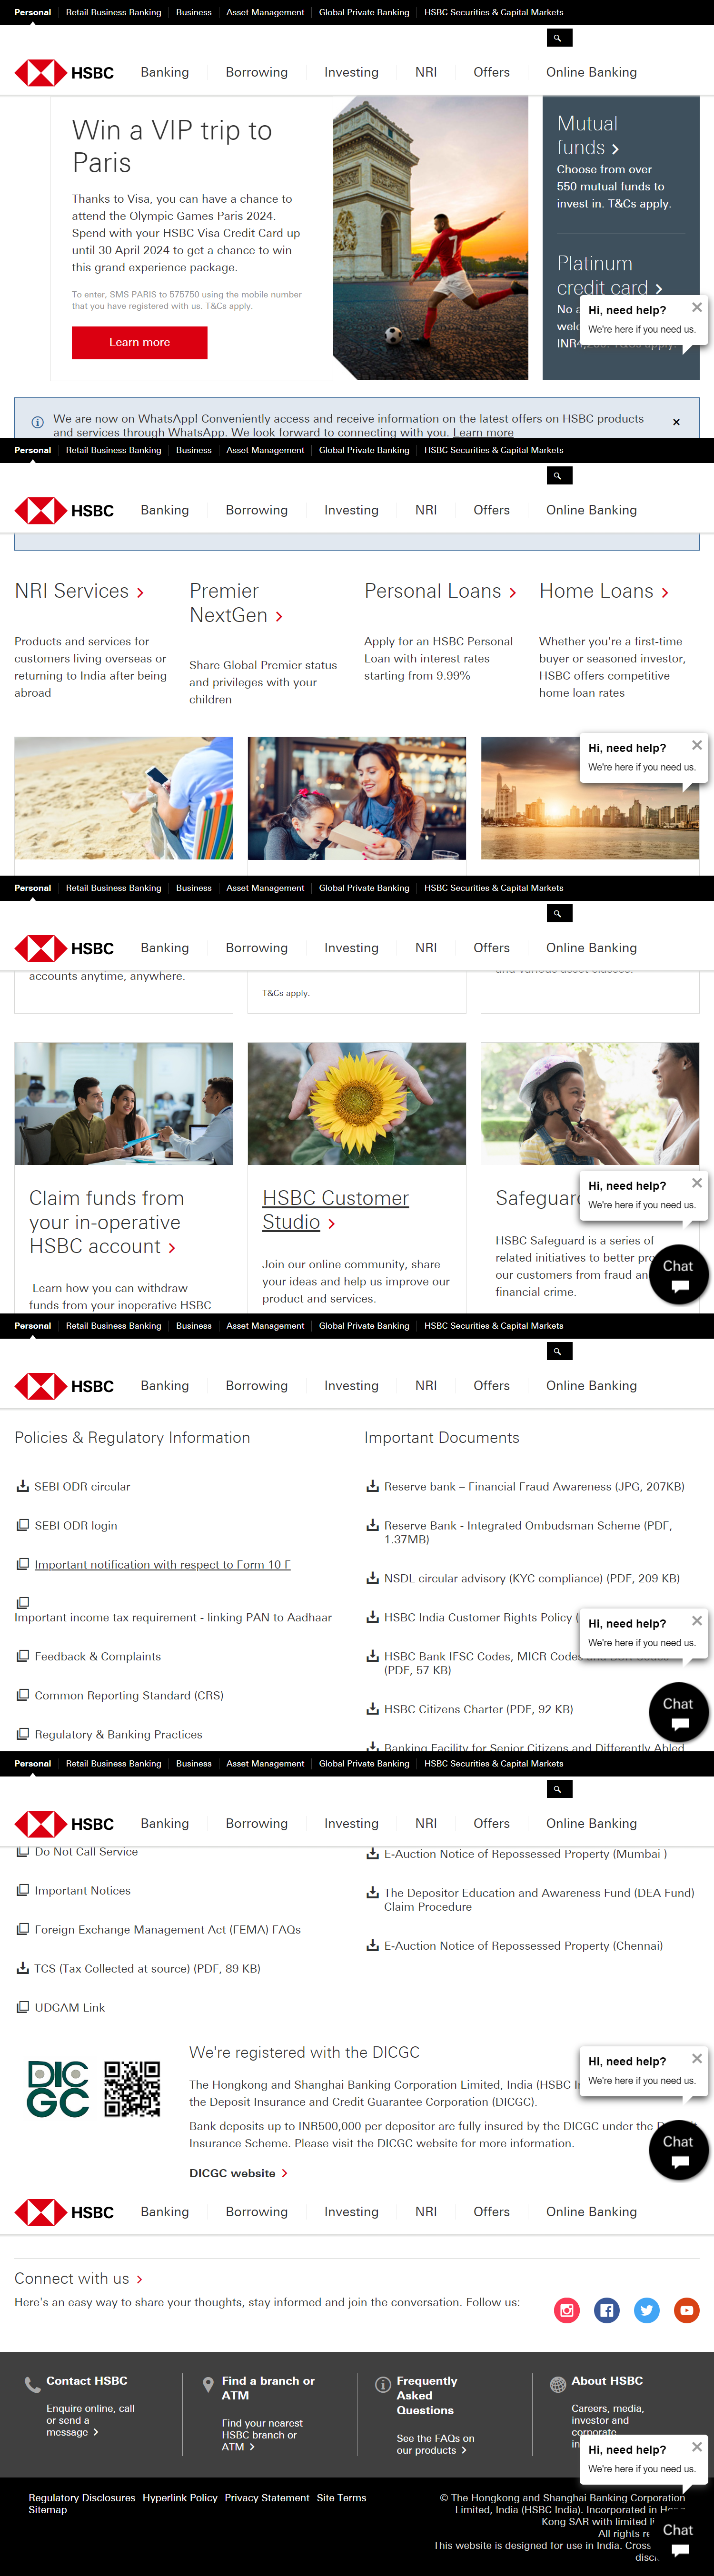 Personal Retail Business Banking Business Asset Management Global Private Banking HSBC Securities & Capital Markets
HSBC Banking Borrowing Investing NRI Offers Online Banking
Win a VIP trip to
Paris
Thanks to Visa, you can have a chance to
attend the Olympic Games Paris 2024.
Spend with your HSBC Visa Credit Card up
until 30 April 2024 to get a chance to win
this grand experience package.
To enter, SMS PARIS to 575750 using the mobile number
that you have registered with us. T&Cs apply.
Learn more
Mutual
funds
Choose from over
550 mutual funds to
invest in. T&Cs apply.
Platinum
credit card
No
Hi, need help?
We're here if you need us.
We are now on WhatsApp! Conveniently access and receive information on the latest offers on HSBC products
and services through WhatsApp. We look forward to connecting with you. Learn more
Personal Retail Business Banking Business Asset Management Global Private Banking HSBC Securities & Capital Markets
HSBC Banking Borrowing Investing NRI Offers Online Banking
NRI Services
Products and services for
customers living overseas or
returning to India after being
abroad
Premier
NextGen
Share Global Premier status
and privileges with your
children
Personal Loans
Apply for an HSBC Personal
Loan with interest rates
starting from 9.99%
Home Loans
Whether you're a first-time
buyer or seasoned investor,
HSBC offers competitive
home loan rates
Hi, need help?
We're here if you need us.
Personal Retail Business Banking Business Asset Management Global Private Banking HSBC Securities & Capital Markets
HSBC Banking Borrowing Investing NRI Offers Online Banking
accounts anytime, anywhere.
T&Cs apply.
and various asset classes.
Claim funds from
your in-operative
HSBC account
Learn how you can withdraw
funds from your inoperative HSBC
HSBC Customer
Studio
Join our online community, share
your ideas and help us improve our
product and services.
HSBC Safeguard is a series of
related initiatives to better
our customers from fraud
financial crime.
Hi, need help?
We're here if you need us.
Chat
Personal Retail Business Banking Business Asset Management Global Private Banking HSBC Securities & Capital Markets
HSBC Banking Borrowing Investing NRI Offers Online Banking
Policies & Regulatory Information
SEBI ODR circular
SEBI ODR login
Important notification with respect to Form 10 F
Important income tax requirement - linking PAN to Aadhaar
Feedback & Complaints
Common Reporting Standard (CRS)
Regulatory & Banking Practices
Important Documents
Reserve bank – Financial Fraud Awareness (JPG, 207KB)
Reserve Bank - Integrated Ombudsman Scheme (PDF,
1.37MB)
NSDL circular advisory (KYC compliance) (PDF, 209 KB)
HSBC India Customer Rights Policy (
HSBC Bank IFSC Codes, MICR Codes
(PDF, 57 KB)
HSBC Citizens Charter (PDF, 92 KB)
Banking Facility for Senior Citizens and Differently Abled
Hi, need help?
We're here if you need us.
Chat
Personal Retail Business Banking Business Asset Management Global Private Banking HSBC Securities & Capital Markets
HSBC Banking Borrowing Investing NRI Offers Online Banking
Do Not Call Service
Important Notices
Foreign Exchange Management Act (FEMA) FAQs
TCS (Tax Collected at source) (PDF, 89 KB)
UDGAM Link
E-Auction Notice of Repossessed Property (Mumbai )
The Depositor Education and Awareness Fund (DEA Fund)
Claim Procedure
E-Auction Notice of Repossessed Property (Chennai)
DICGC
We're registered with the DICGC
The Hongkong and Shanghai Banking Corporation Limited, India (HSBC
the Deposit Insurance and Credit Guarantee Corporation (DICGC).
Bank deposits up to INR500,000 per depositor are fully insured by the DICGC under the
Insurance Scheme. Please visit the DICGC website for more information.
DICGC website
Hi, need help?
We're here if you need us.
Chat
HSBC Banking Borrowing Investing NRI Offers Online Banking
Connect with us
Here's an easy way to share your thoughts, stay informed and join the conversation. Follow us:
Contact HSBC
Enquire online, call
or send a
message
Find a branch or
ATM
Find your nearest
HSBC branch or
ATM
Frequently
Asked
Questions
See the FAQs on
our products
About HSBC
Careers, media,
investor and
corporate
Hi, need help?
We're here if you need us.
Chat
Regulatory Disclosures Hyperlink Policy Privacy Statement Site Terms
Sitemap
© The Hongkong and Shanghai Banking Corporation
Limited, India (HSBC India). Incorporated in
Kong SAR with limited
All rights
This website is designed for use in India.